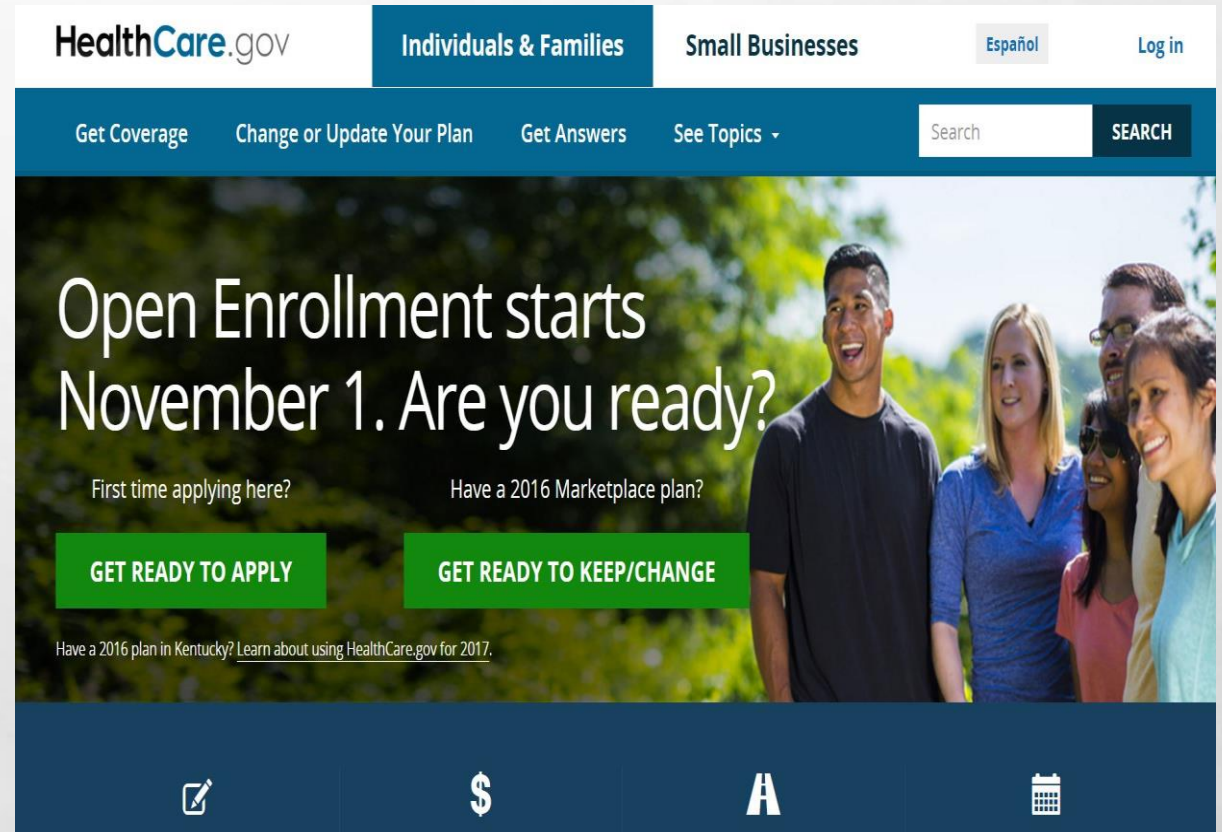 HealthCare.gov
Individuals & Families
Small Businesses
Español
Log in
Get Coverage
Change or Update Your Plan
Get Answers
See Topics
Search
SEARCH
Open Enrollment starts
November 1. Are you ready?
First time applying here?
Have a 2016 Marketplace plan?
GET READY TO APPLY
GET READY TO KEEP/CHANGE
Have a 2016 plan in Kentucky? Learn about using HealthCare.gov for 2017.
$